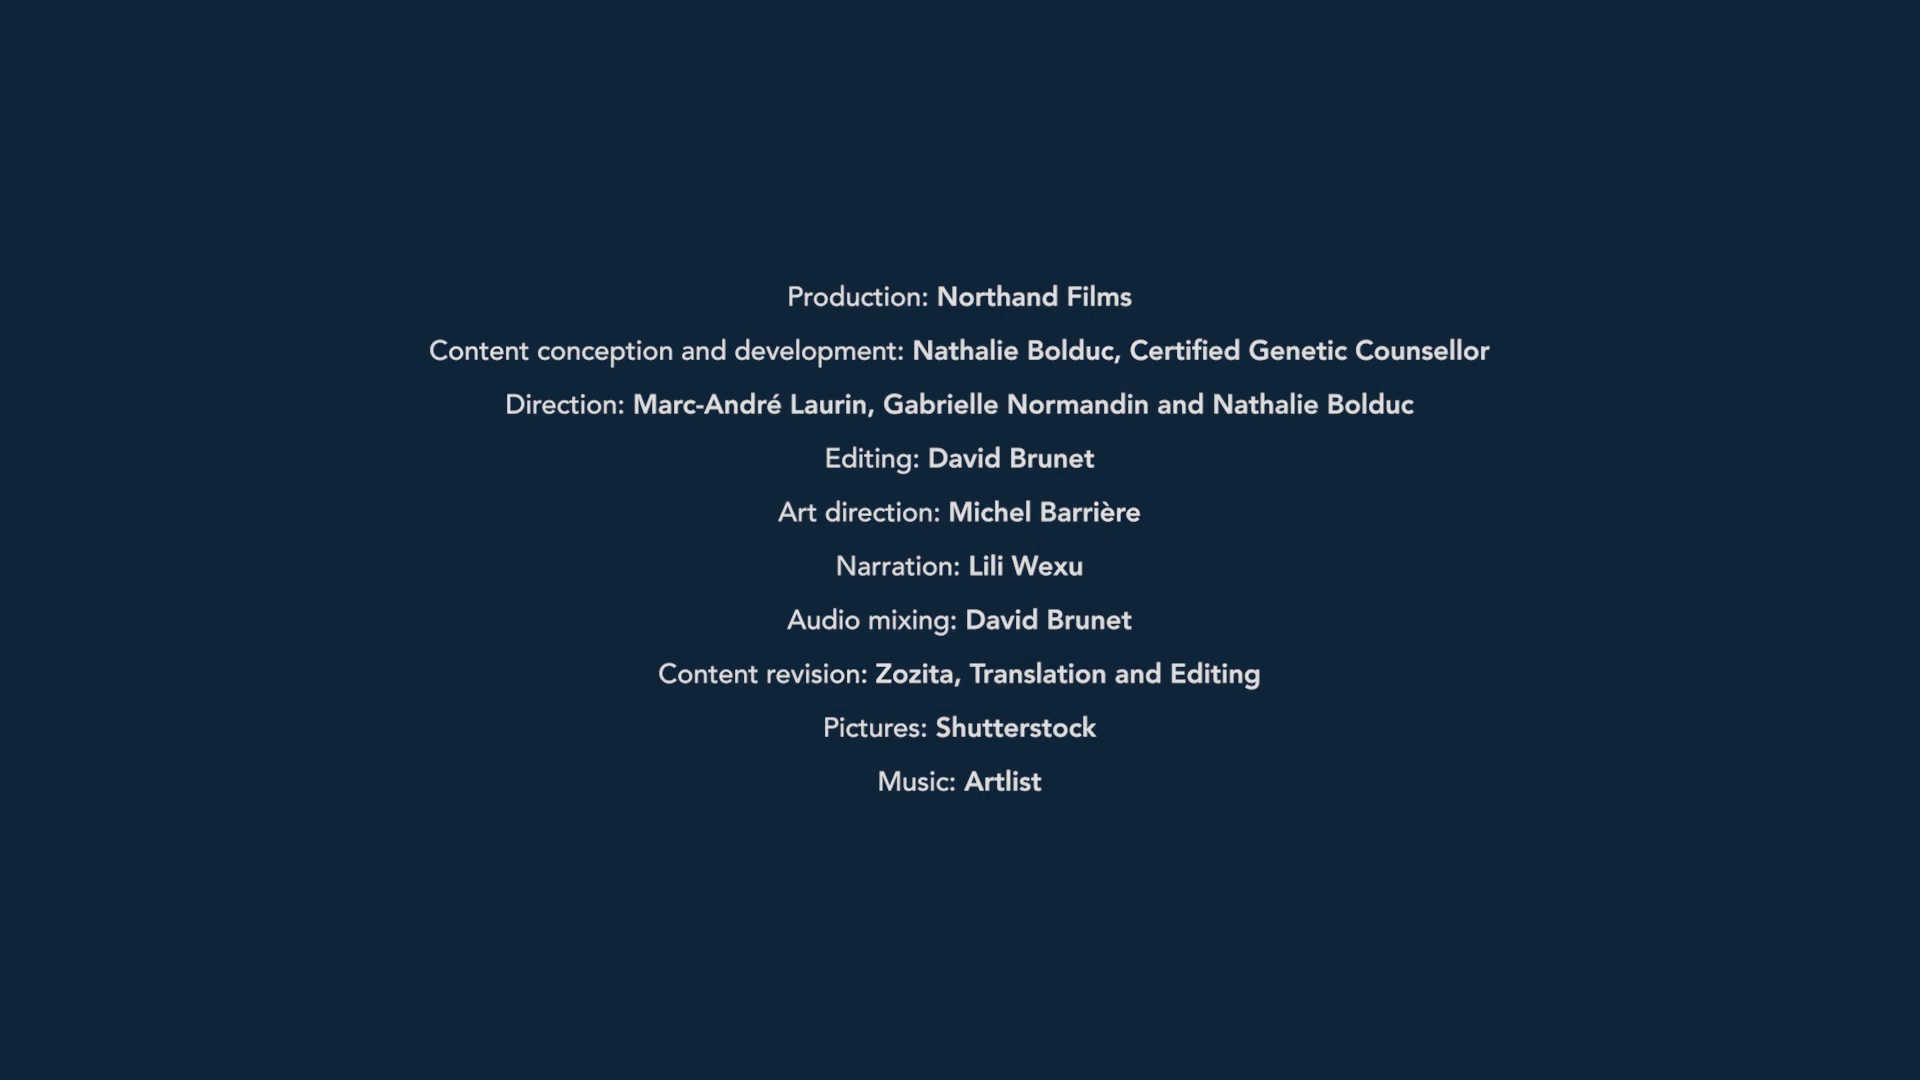 Production: Northand Films
Content conception and development: Nathalie Bolduc, Certified Genetic Counsellor
Direction: Marc-André Laurin, Gabrielle Normandin and Nathalie Bolduc
Editing: David Brunet
Art direction: Michel Barrière
Narration: Lili Wexu
Audio mixing: David Brunet
Content revision: Zozita, Translation and Editing
Pictures: Shutterstock
Music: Artlist